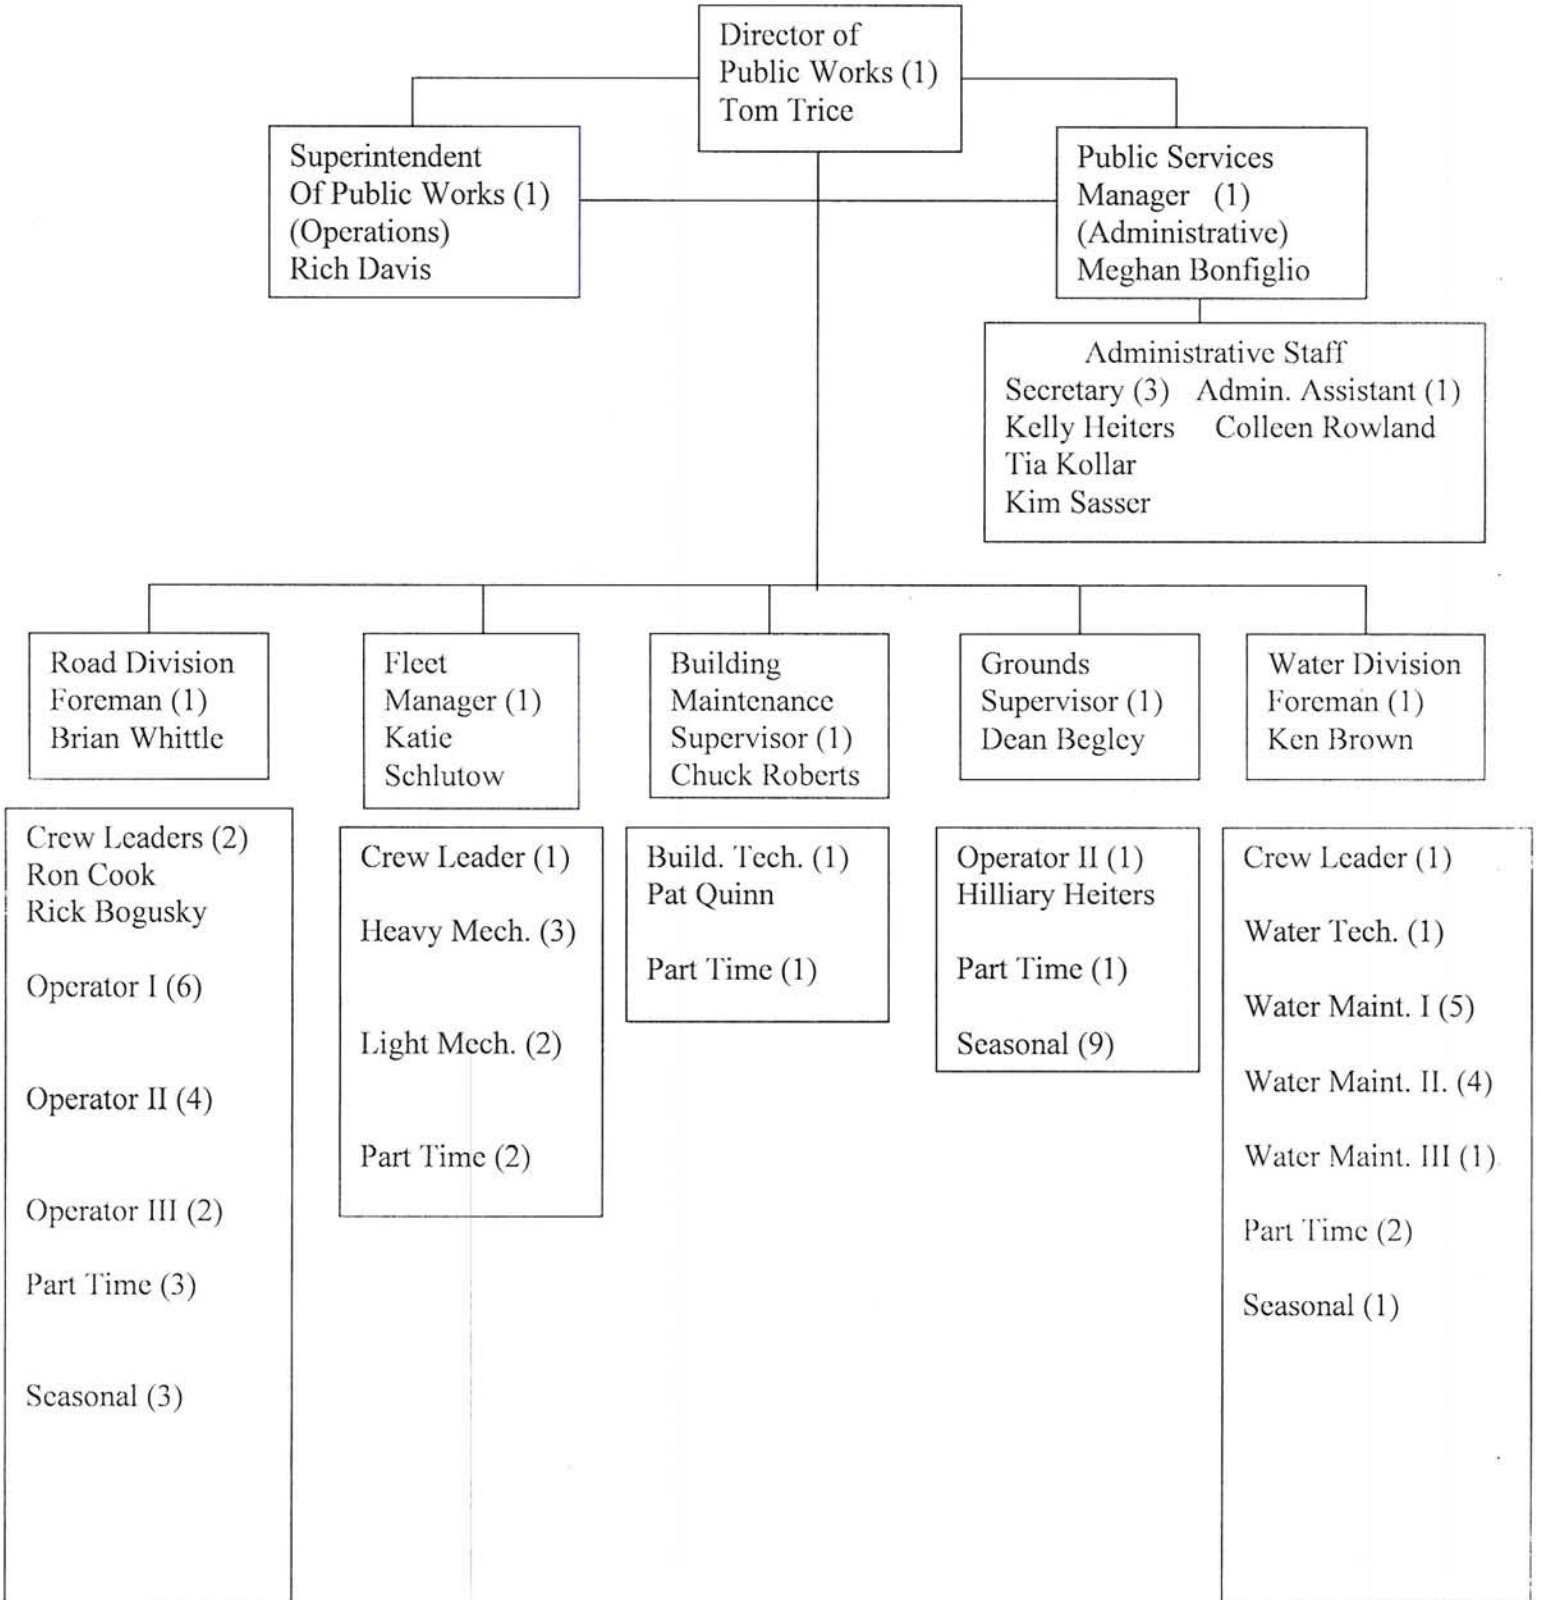 Director of
Public Works (1)
Tom Trice
Superintendent
Of Public Works (1)
(Operations)
Rich Davis
Public Services
Manager (1)
(Administrative)
Meghan Bonfiglio
Administrative Staff
Secretary (3) Admin. Assistant (1)
Kelly Heiters Colleen Rowland
Tia Kollar
Kim Sasser
Road Division
Foreman (1)
Brian Whittle
Fleet
Manager (1)
Katie
Schlutow
Building
Maintenance
Supervisor (1)
Chuck Roberts
Grounds
Supervisor (1)
Dean Begley
Water Division
Foreman (1)
Ken Brown
Crew Leaders (2)
Ron Cook
Rick Bogusky
Operator I (6)
Operator II (4)
Operator III (2)
Part Time (3)
Seasonal (3)
Crew Leader (1)
Heavy Mech. (3)
Light Mech. (2)
Part Time (2)
Build. Tech. (1)
Pat Quinn
Part Time (1)
Operator II (1)
Hilliary Heiters
Part Time (1)
Seasonal (9)
Crew Leader (1)
Water Tech. (1)
Water Maint. I (5)
Water Maint. II. (4)
Water Maint. III (1)
Part Time (2)
Seasonal (1)